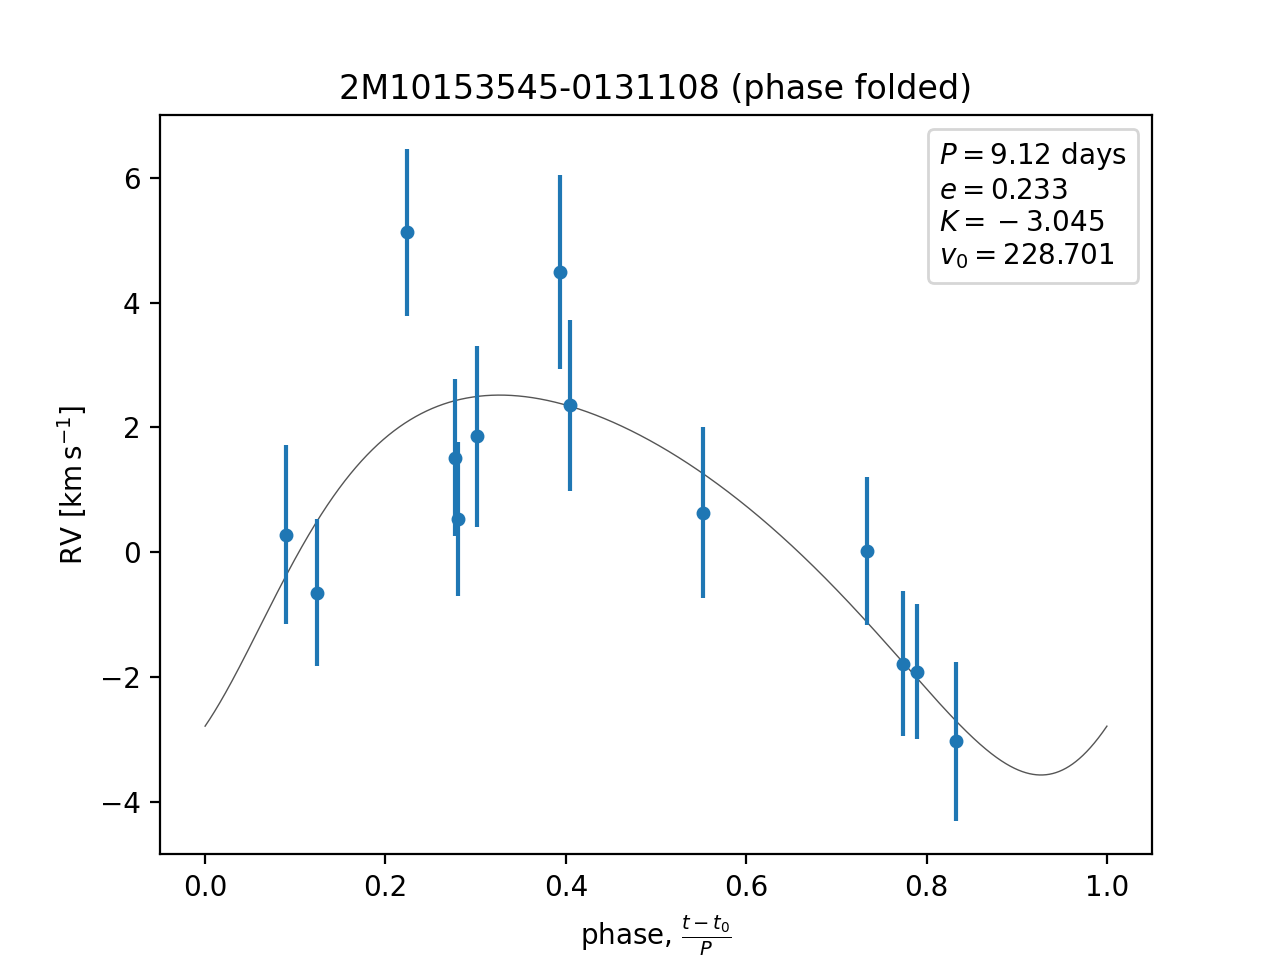 2M10153545-0131108 (phase folded)
P = 9.12 days
e = 0.233
K = −3.045
v₀ = 228.701
6
4
2
0
−2
−4
RV [km s⁻¹]
0.0 0.2 0.4 0.6 0.8 1.0
phase, (t − t₀)/P